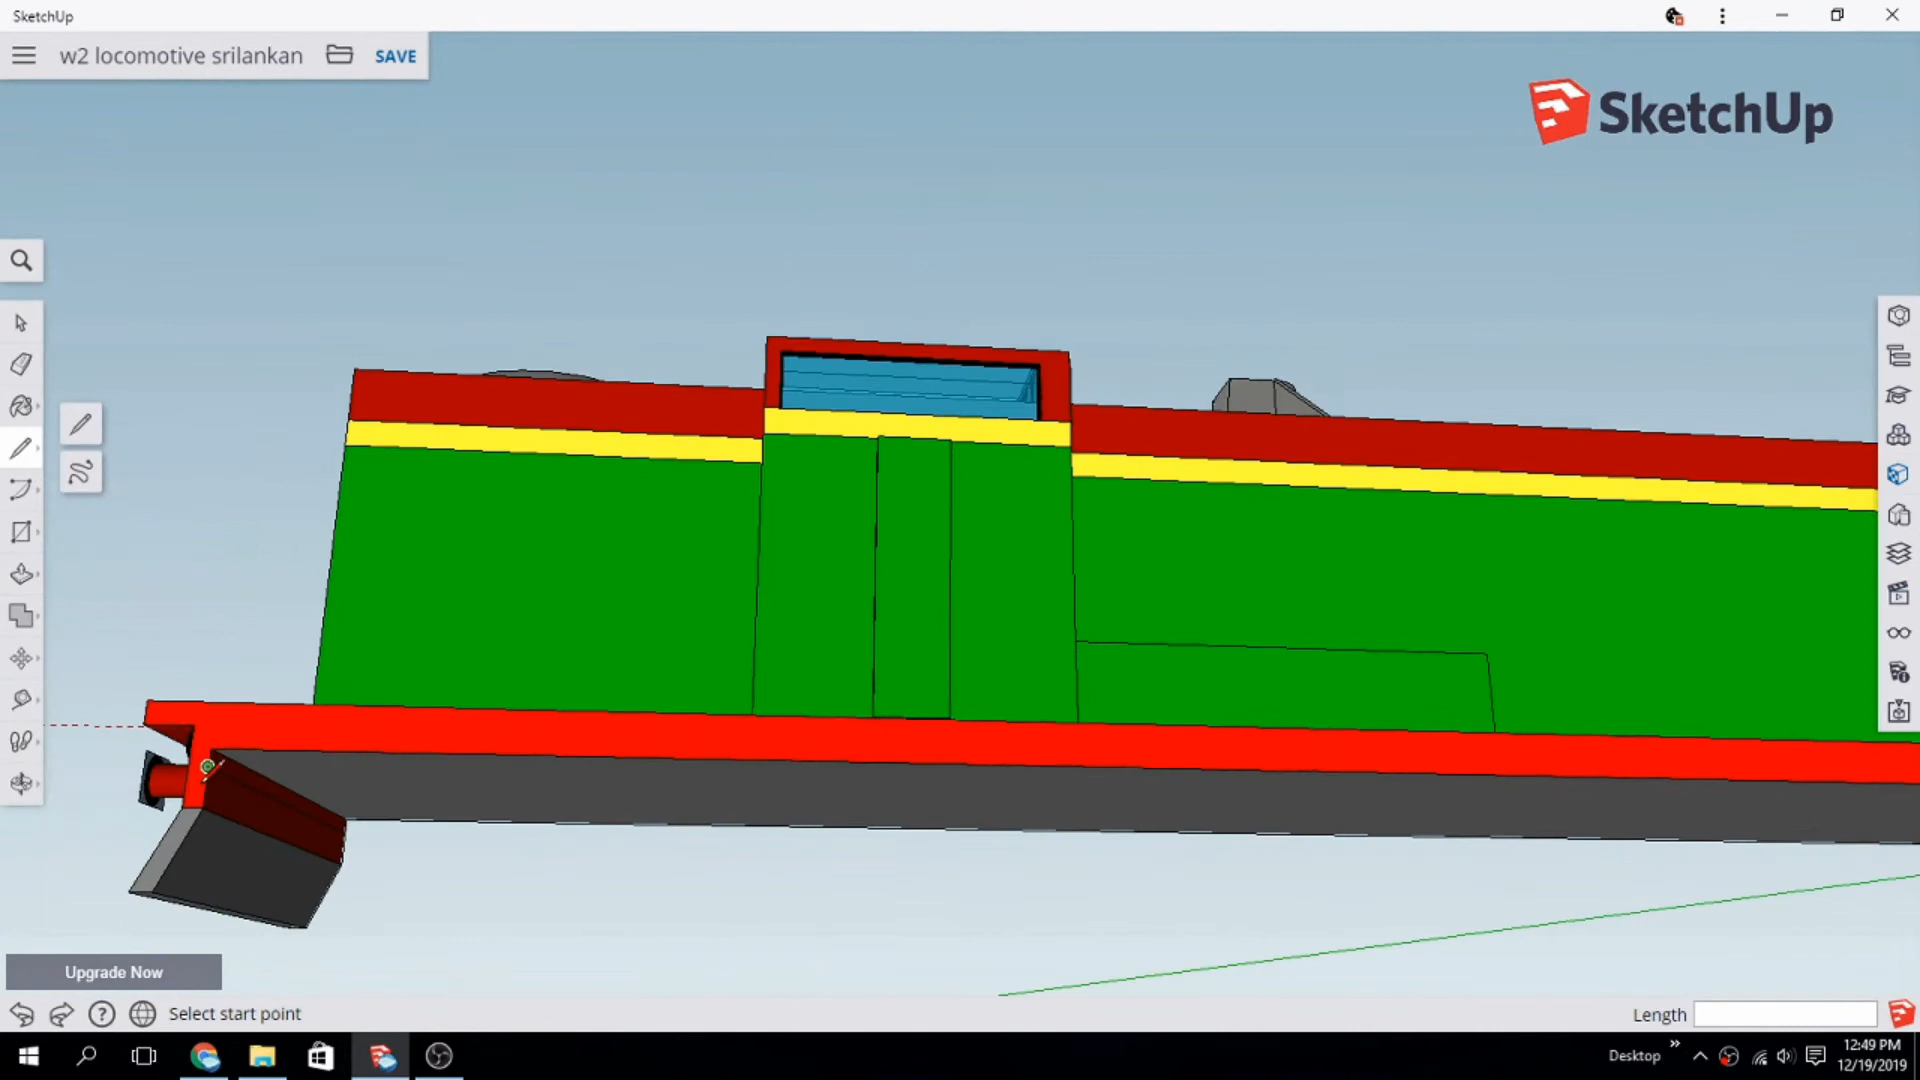 SketchUp
w2 locomotive srilankan
SAVE
SketchUp
Upgrade Now
Select start point
Length
Desktop
12:49 PM
12/19/2019